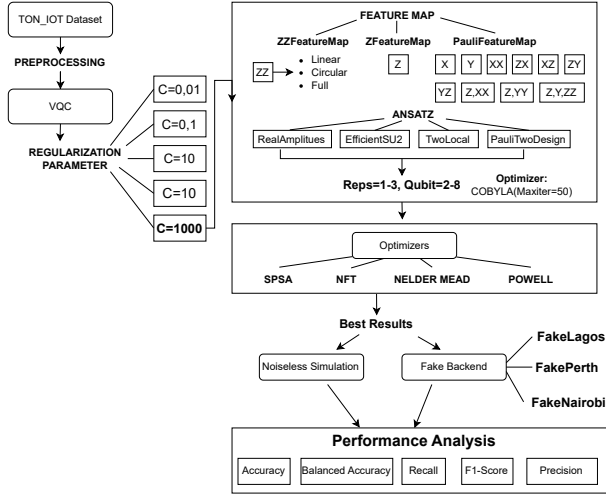 TON_IOT Dataset
PREPROCESSING
VQC
REGULARIZATION
PARAMETER
C=0,01
C=0,1
C=10
C=10
C=1000
FEATURE MAP
ZZFeatureMap
ZFeatureMap
PauliFeatureMap
ZZ
• Linear
• Circular
• Full
Z
X Y XX ZX XZ ZY
YZ Z,XX Z,YY Z,Y,ZZ
ANSATZ
RealAmplitues EfficientSU2 TwoLocal PauliTwoDesign
Reps=1-3, Qubit=2-8
Optimizer:
COBYLA(Maxiter=50)
Optimizers
SPSA NFT NELDER MEAD POWELL
Best Results
Noiseless Simulation
Fake Backend
FakeLagos
FakePerth
FakeNairobi
Performance Analysis
Accuracy Balanced Accuracy Recall F1-Score Precision